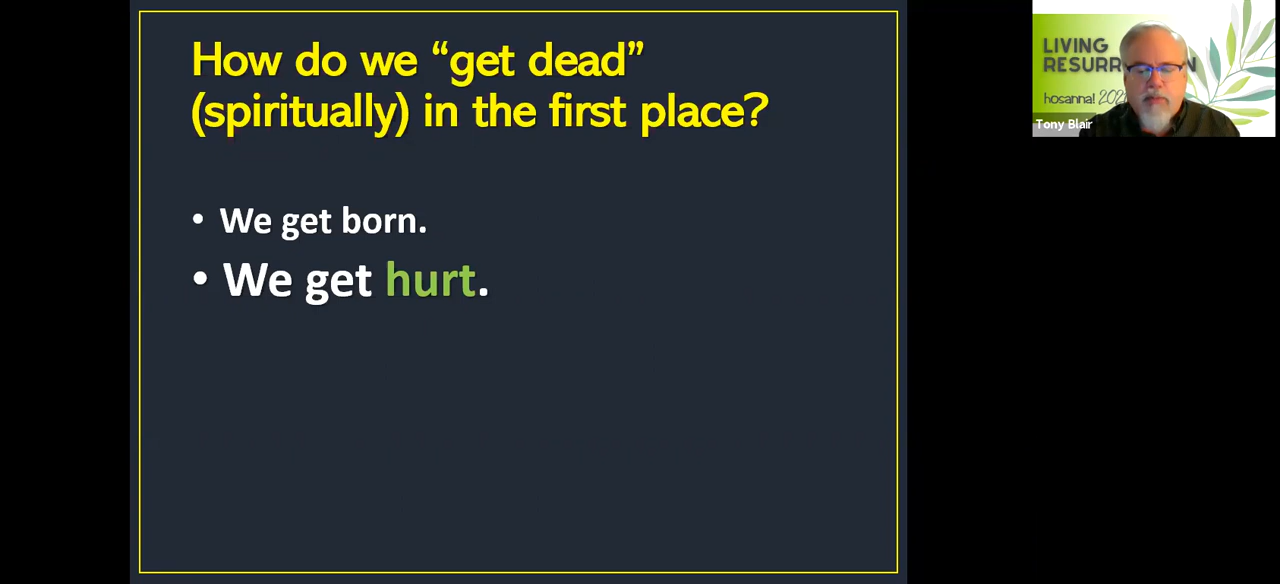 How do we “get dead”
(spiritually) in the first place?
• We get born.
• We get hurt.
LIVING
RESURR N
hosanna! 202
Tony Blair